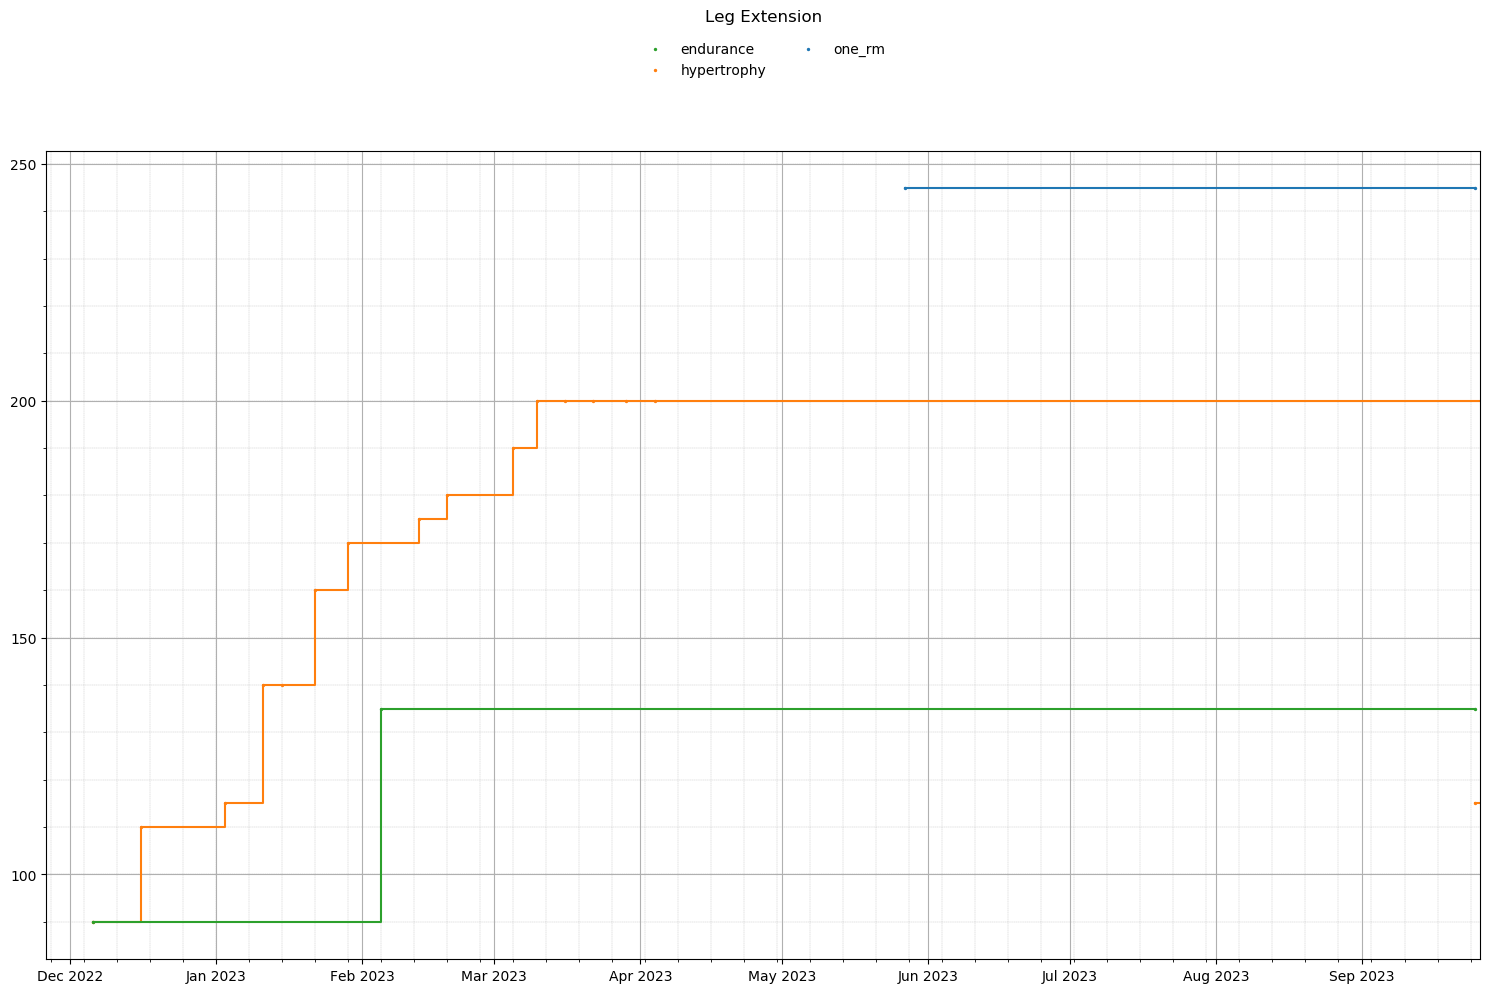 Leg Extension
endurance
hypertrophy
one_rm
250
200
150
100
Dec 2022
Jan 2023
Feb 2023
Mar 2023
Apr 2023
May 2023
Jun 2023
Jul 2023
Aug 2023
Sep 2023